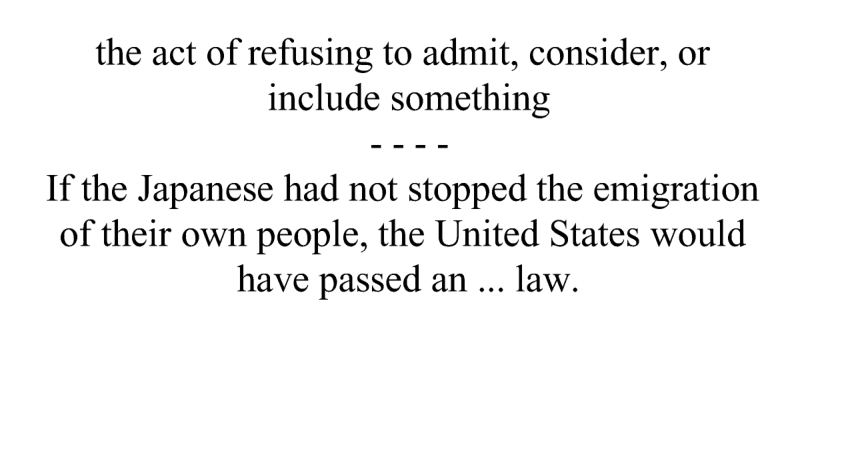 the act of refusing to admit, consider, or
include something
- - - -
If the Japanese had not stopped the emigration
of their own people, the United States would
have passed an ... law.